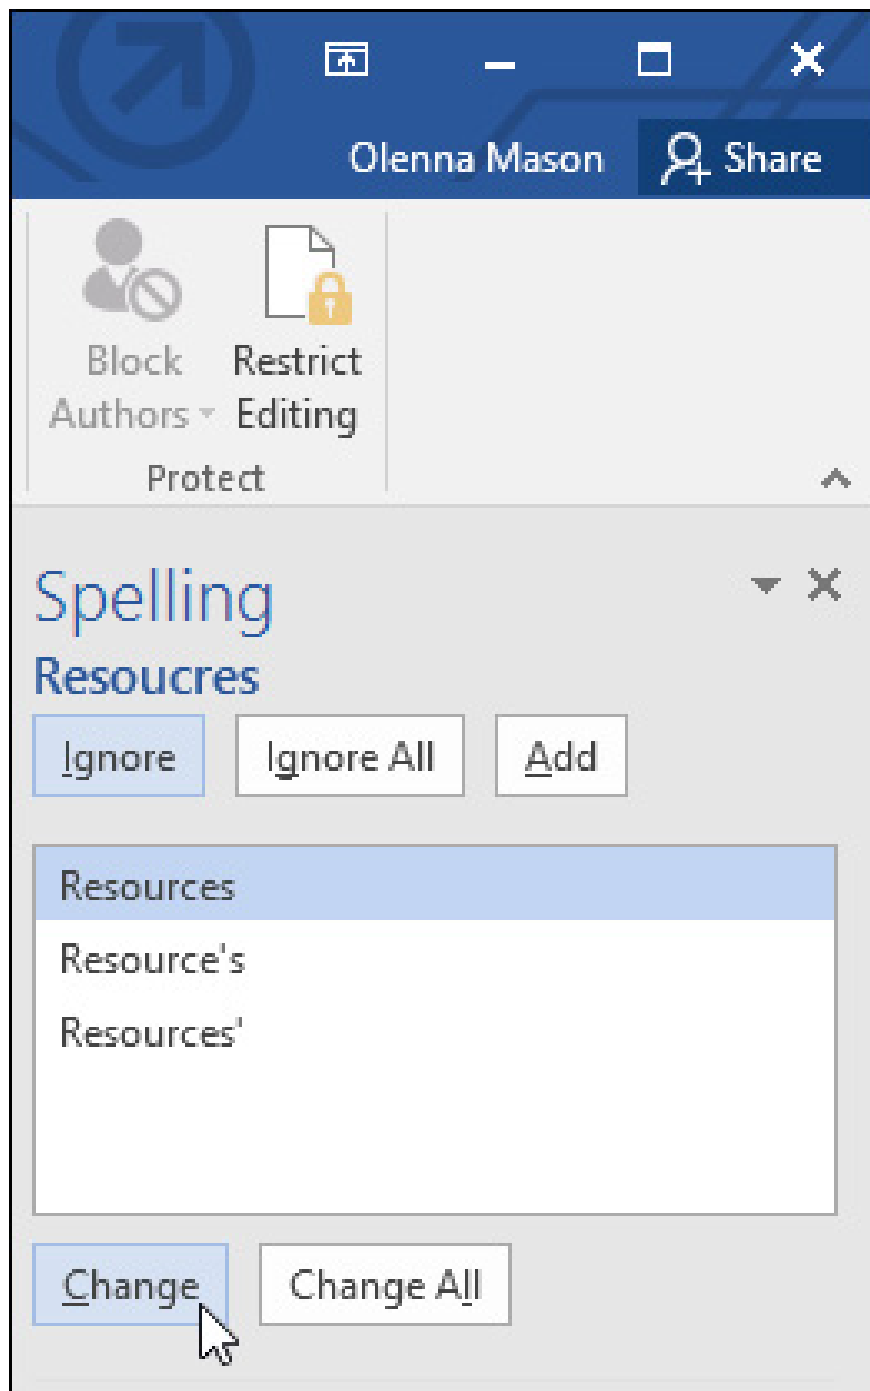 Olenna Mason Share
Block Restrict
Authors Editing
Protect
Spelling
Resoucres
Ignore Ignore All Add
Resources
Resource's
Resources'
Change Change All